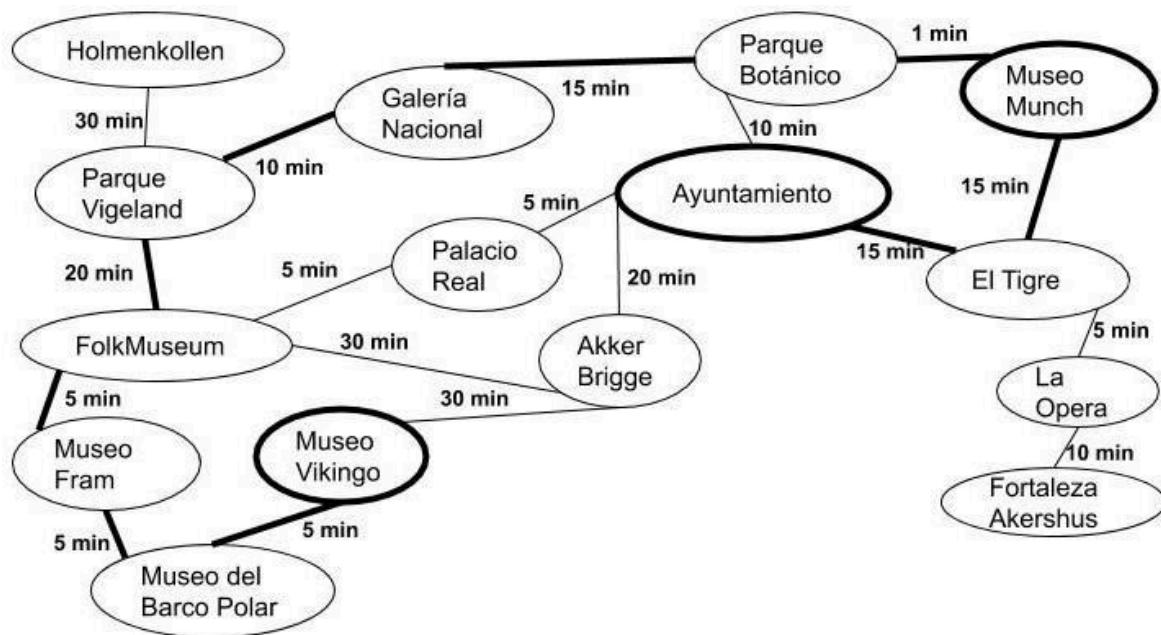 Holmenkollen
30 min
Parque
Vigeland
10 min
Galería
Nacional
15 min
Parque
Botánico
1 min
Museo
Munch
10 min
15 min
Ayuntamiento
15 min
El Tigre
5 min
Palacio
Real
5 min
20 min
20 min
FolkMuseum
30 min
Akker
Brigge
30 min
5 min
La
Opera
10 min
Fortaleza
Akershus
5 min
Museo
Fram
Museo
Vikingo
5 min
5 min
Museo del
Barco Polar